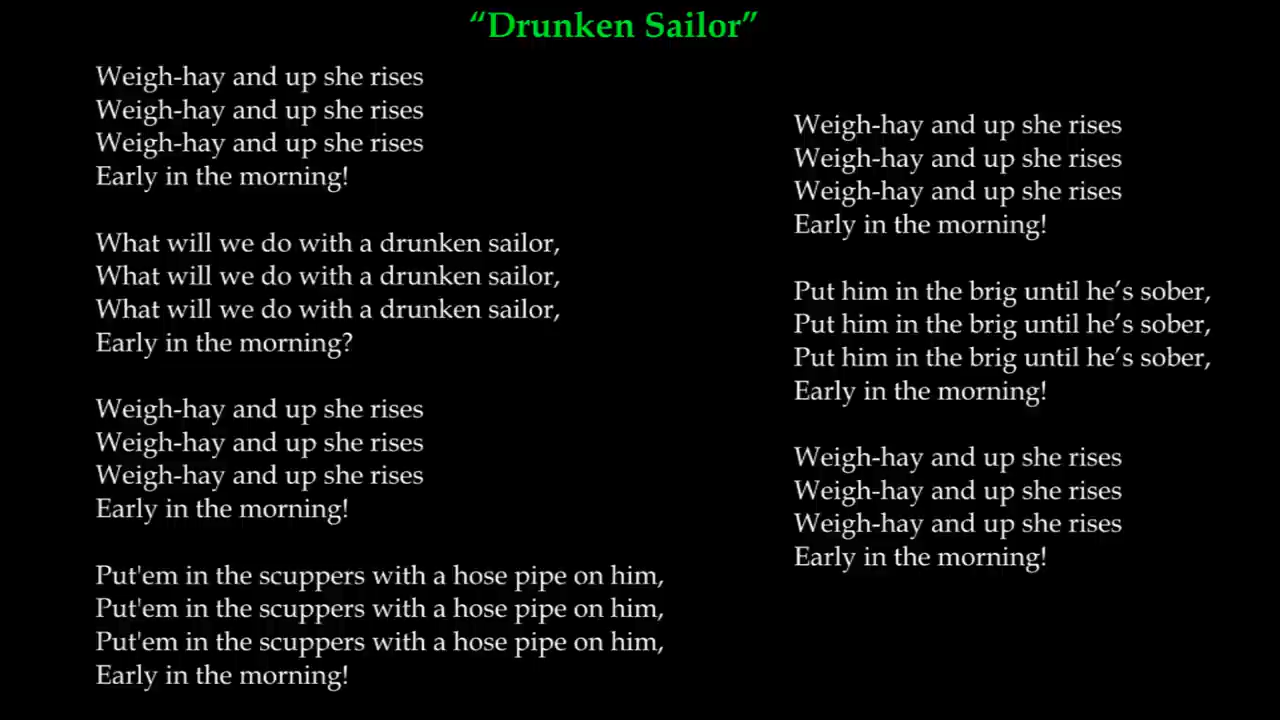 “Drunken Sailor”
Weigh-hay and up she rises
Weigh-hay and up she rises
Weigh-hay and up she rises
Early in the morning!
What will we do with a drunken sailor,
What will we do with a drunken sailor,
What will we do with a drunken sailor,
Early in the morning?
Weigh-hay and up she rises
Weigh-hay and up she rises
Weigh-hay and up she rises
Early in the morning!
Put'em in the scuppers with a hose pipe on him,
Put'em in the scuppers with a hose pipe on him,
Put'em in the scuppers with a hose pipe on him,
Early in the morning!
Weigh-hay and up she rises
Weigh-hay and up she rises
Weigh-hay and up she rises
Early in the morning!
Put him in the brig until he’s sober,
Put him in the brig until he’s sober,
Put him in the brig until he’s sober,
Early in the morning!
Weigh-hay and up she rises
Weigh-hay and up she rises
Weigh-hay and up she rises
Early in the morning!